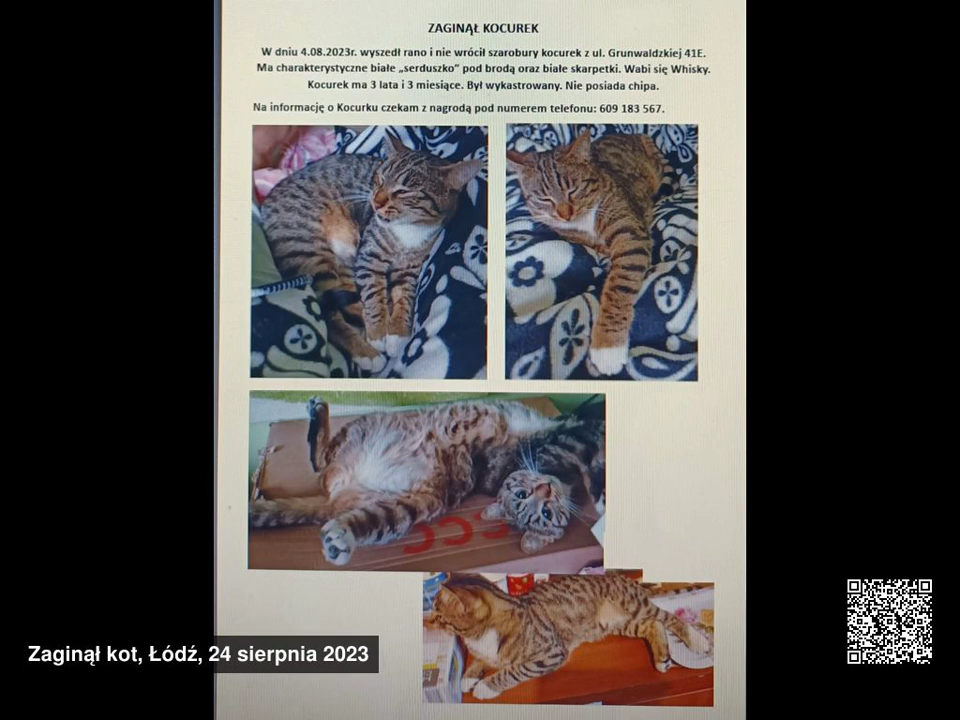 ZAGINĄŁ KOCUREK
W dniu 4.08.2023r. wyszedł rano i nie wrócił szarobury kocurek z ul. Grunwaldzkiej 41E.
Ma charakterystyczne białe „serduszko” pod brodą oraz białe skarpetki. Wabi się Whisky.
Kocurek ma 3 lata i 3 miesiące. Był wykastrowany. Nie posiada chipa.
Na informację o Kocurku czekam z nagrodą pod numerem telefonu: 609 183 567.
Zaginął kot, Łódź, 24 sierpnia 2023